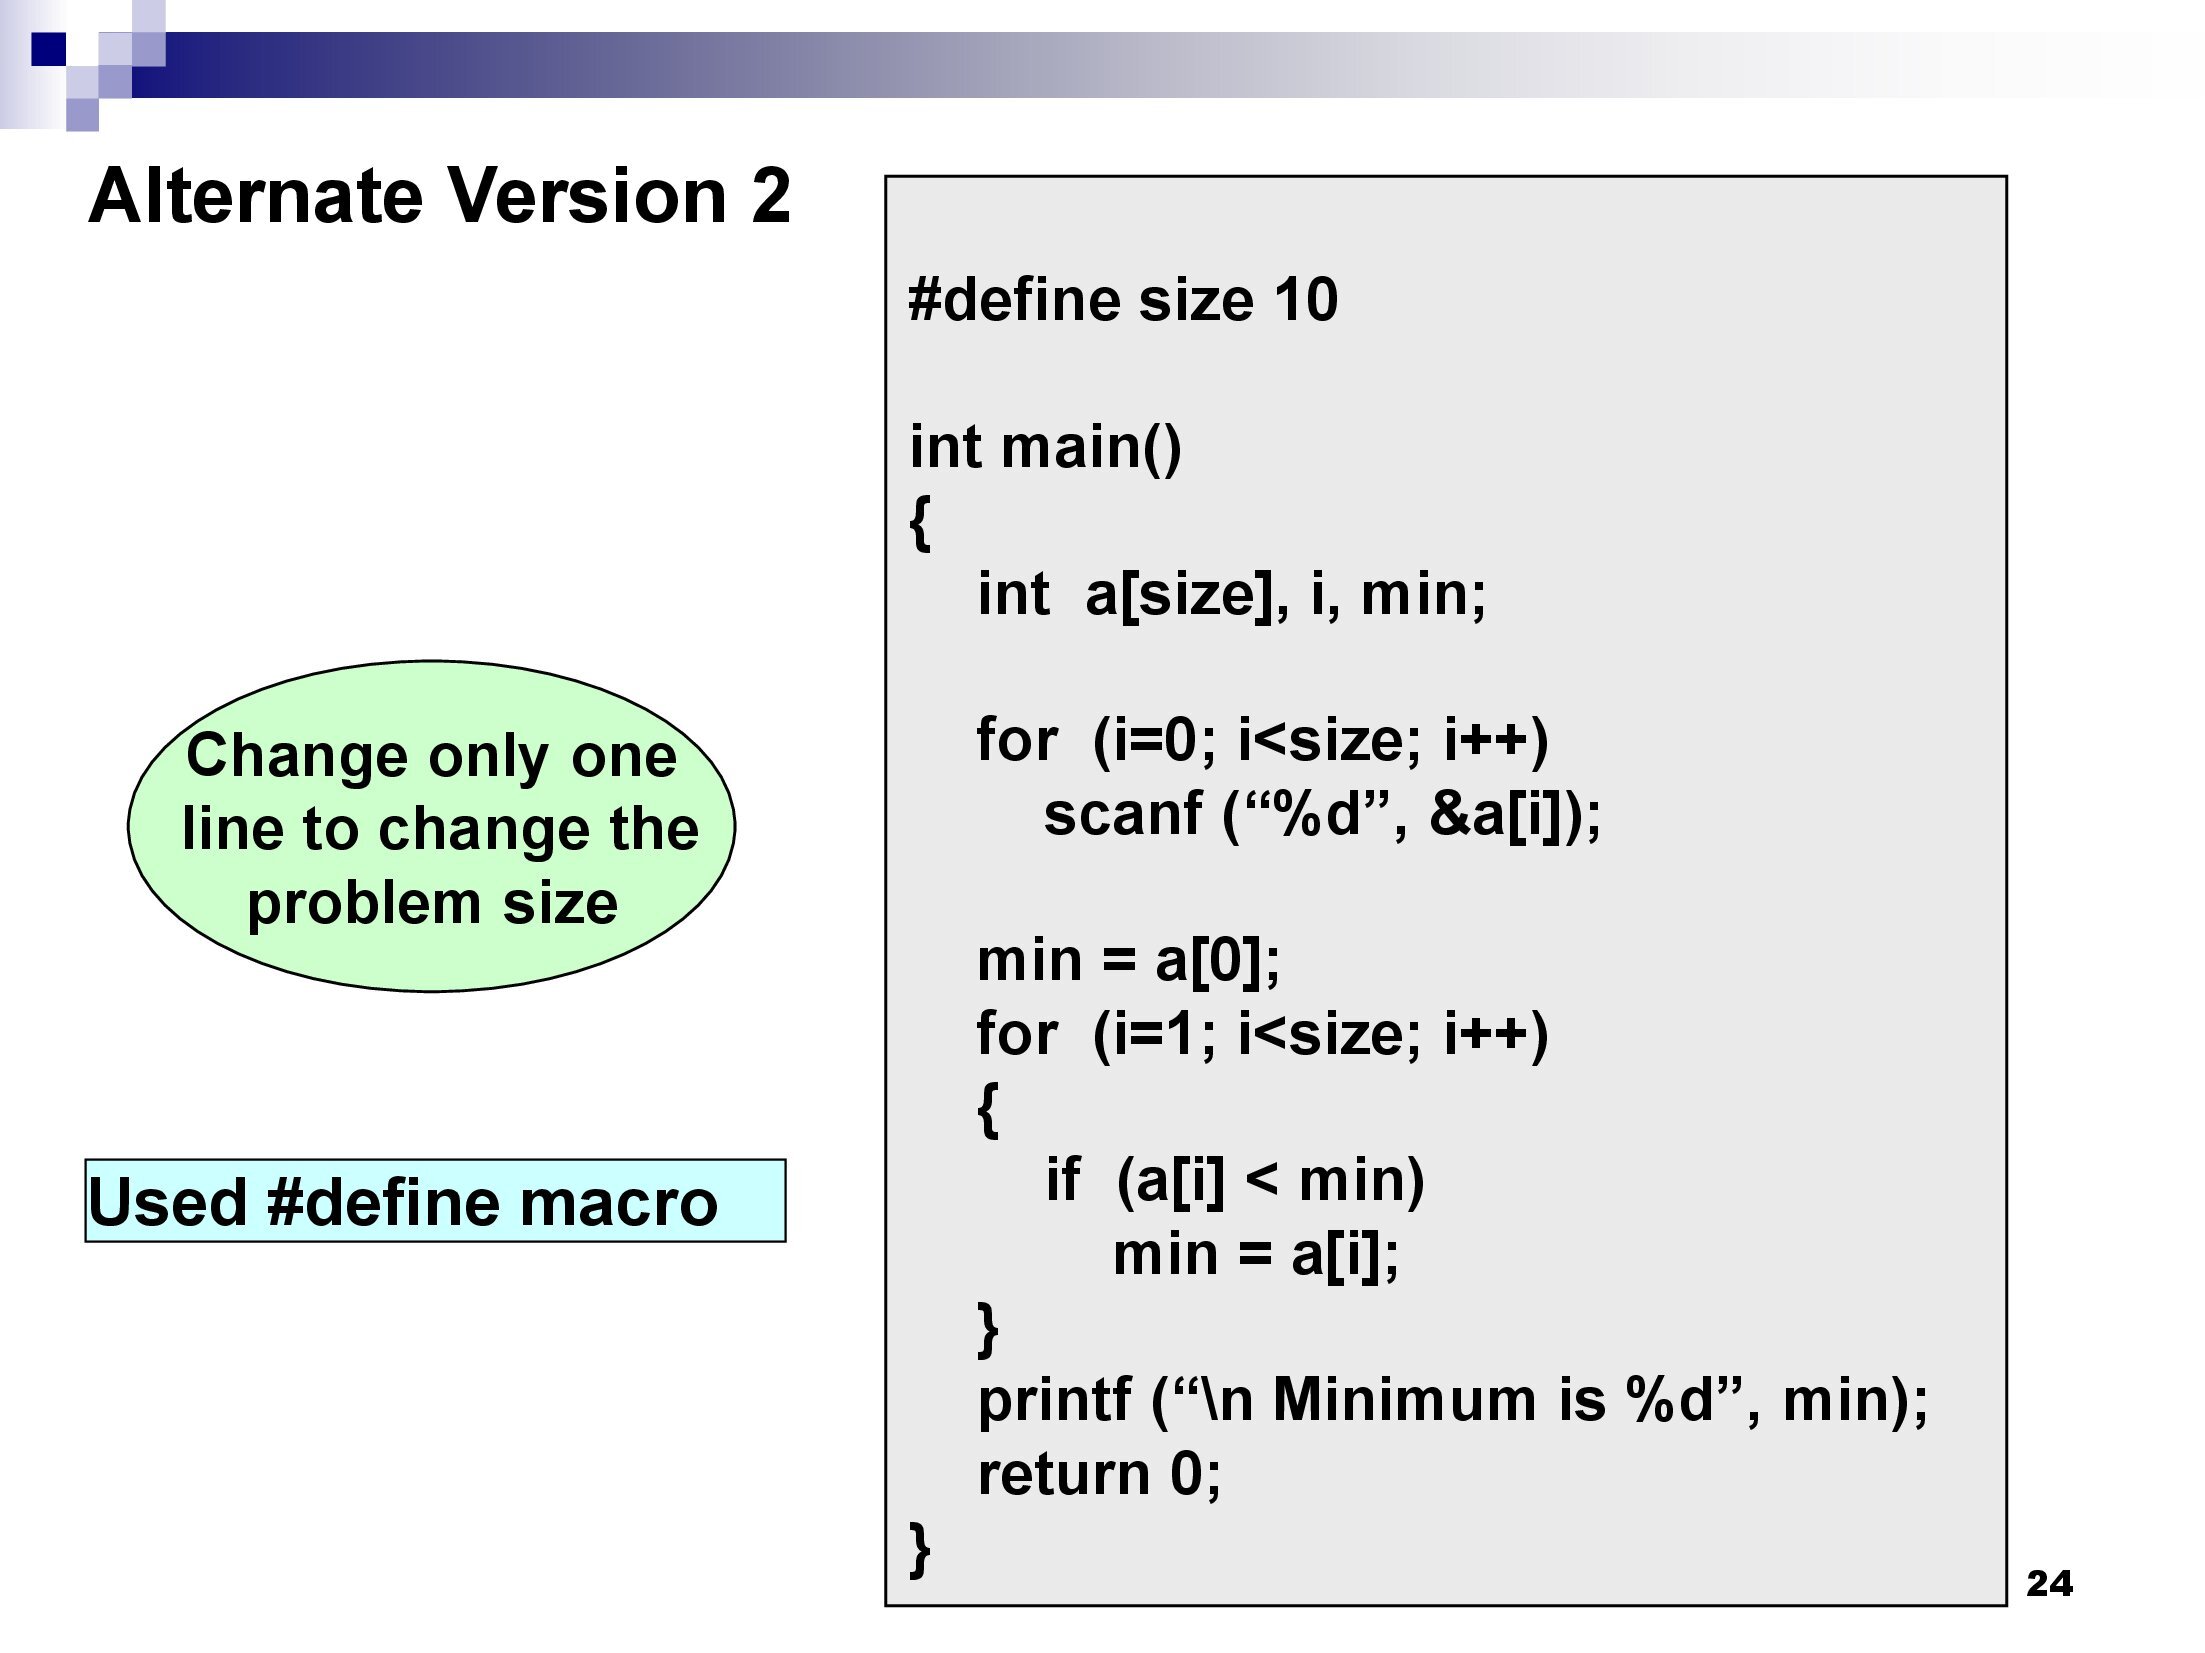 Alternate Version 2
Change only one
line to change the
problem size
Used #define macro
#define size 10
int main()
{
int  a[size], i, min;
for  (i=0; i<size; i++)
scanf (“%d”, &a[i]);
min = a[0];
for  (i=1; i<size; i++)
{
if  (a[i] < min)
min = a[i];
}
printf (“\n Minimum is %d”, min);
return 0;
}
24